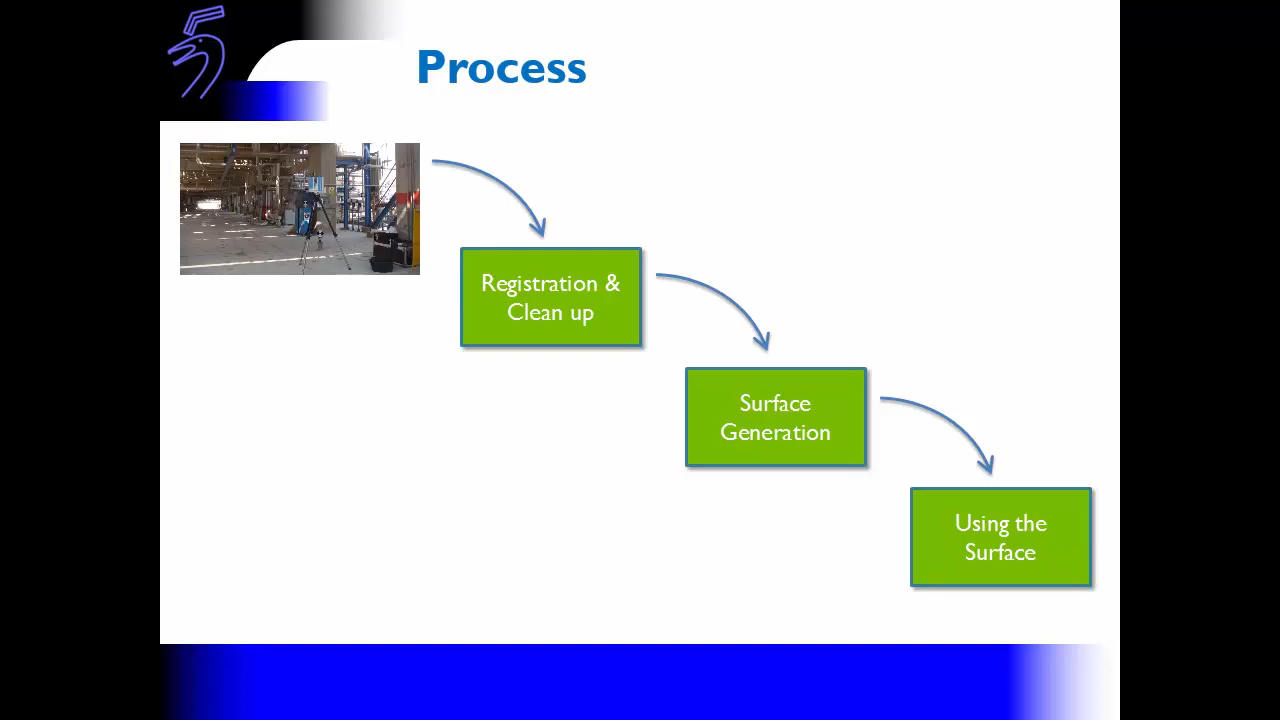 Process
Registration &
Clean up
Surface
Generation
Using the
Surface